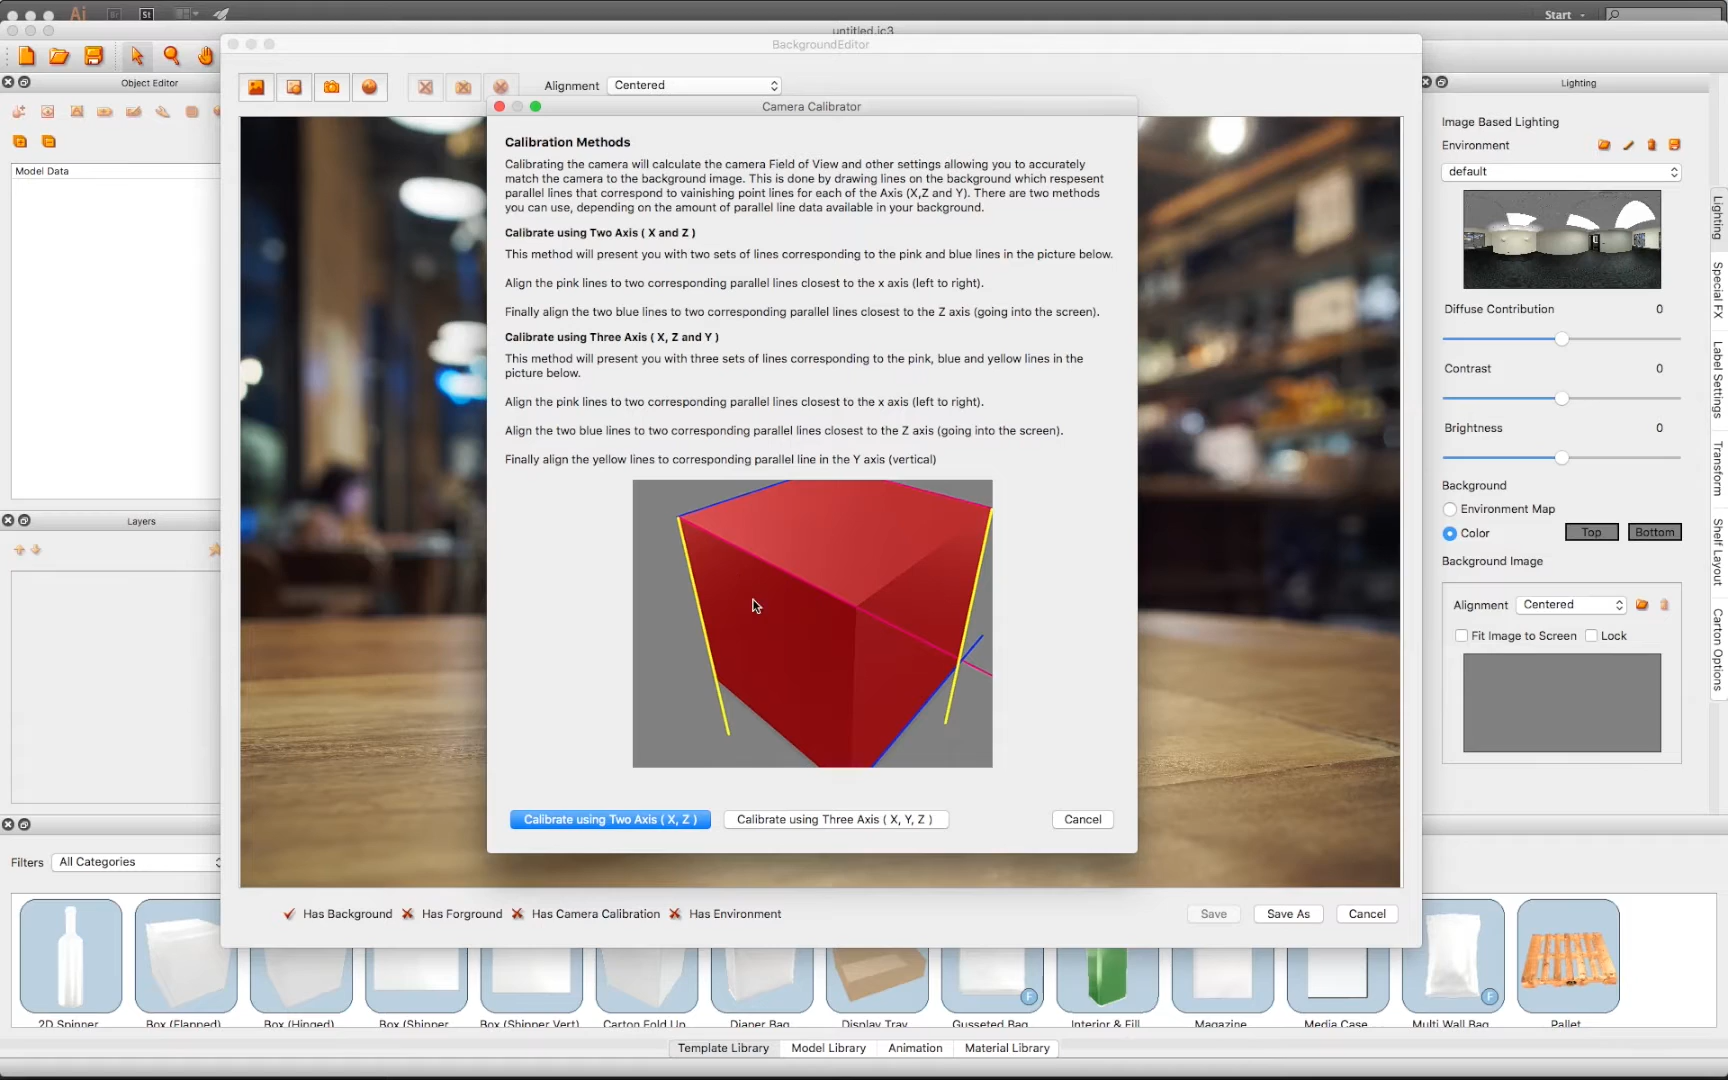 Ai
Br
St
Start
untitled.ic3
BackgroundEditor
Object Editor
Alignment Centered
Lighting
Camera Calibrator
Calibration Methods
Calibrating the camera will calculate the camera Field of View and other settings allowing you to accurately
match the camera to the background image. This is done by drawing lines on the background which respesent
parallel lines that correspond to vainishing point lines for each of the Axis (X,Z and Y). There are two methods
you can use, depending on the amount of parallel line data available in your background.
Calibrate using Two Axis ( X and Z )
This method will present you with two sets of lines corresponding to the pink and blue lines in the picture below.
Align the pink lines to two corresponding parallel lines closest to the x axis (left to right).
Finally align the two blue lines to two corresponding parallel lines closest to the Z axis (going into the screen).
Calibrate using Three Axis ( X, Z and Y )
This method will present you with three sets of lines corresponding to the pink, blue and yellow lines in the
picture below.
Align the pink lines to two corresponding parallel lines closest to the x axis (left to right).
Align the two blue lines to two corresponding parallel lines closest to the Z axis (going into the screen).
Finally align the yellow lines to corresponding parallel line in the Y axis (vertical)
Calibrate using Two Axis ( X, Z )
Calibrate using Three Axis ( X, Y, Z )
Cancel
Model Data
Layers
Image Based Lighting
Environment
default
Diffuse Contribution 0
Contrast 0
Brightness 0
Background
Environment Map
Color Top Bottom
Background Image
Alignment Centered
Fit Image to Screen Lock
Lighting
Special FX
Label Settings
Transform
Shelf Layout
Carton Options
Filters All Categories
Has Background Has Forground Has Camera Calibration Has Environment
Save Save As Cancel
F
F
2D Spinner
Box (Flapped)
Box (Hinged)
Box (Shipper
Box (Shipper Vert)
Carton Fold Up
Diaper Bag
Display Tray
Gusseted Bag
Interior & Fill
Magazine
Media Case
Multi Wall Bag
Pallet
Template Library Model Library Animation Material Library